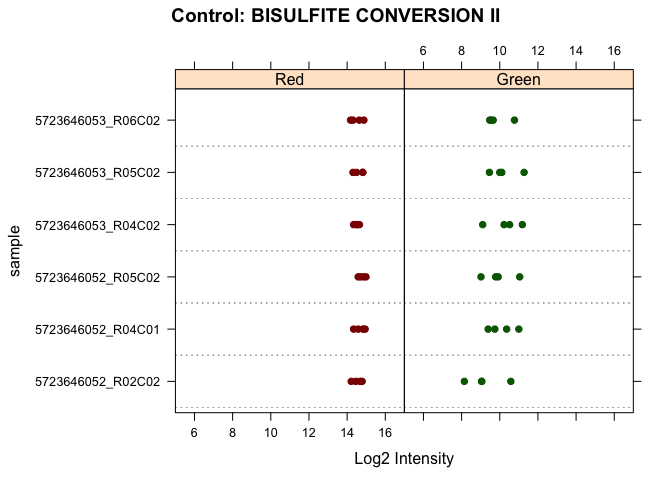 Control: BISULFITE CONVERSION II
6 8 10 12 14 16
Red Green
5723646053_R06C02
5723646053_R05C02
5723646053_R04C02
5723646052_R05C02
5723646052_R04C01
5723646052_R02C02
sample
6 8 10 12 14 16
Log2 Intensity